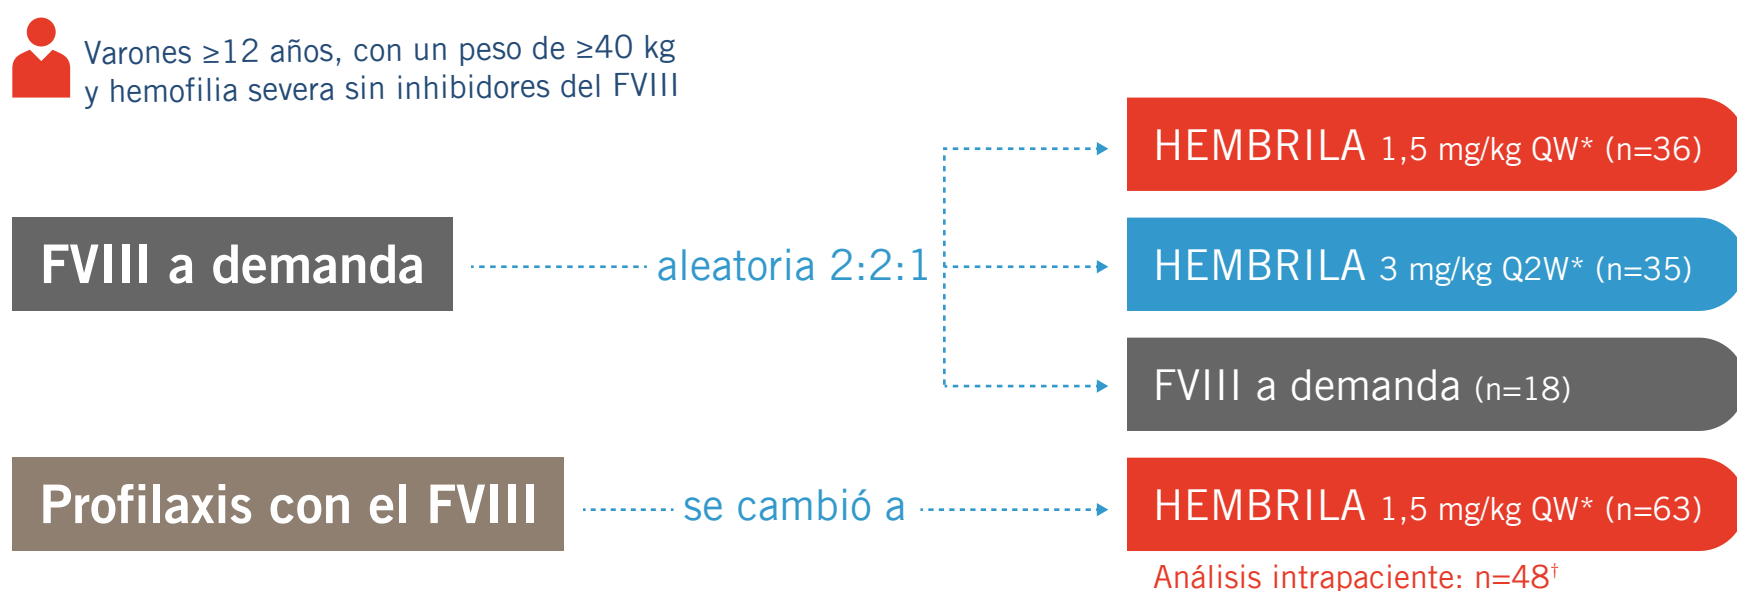 Varones ≥12 años, con un peso de ≥40 kg
y hemofilia severa sin inhibidores del FVIII
FVIII a demanda
aleatoria 2:2:1
HEMBRILA 1,5 mg/kg QW* (n=36)
HEMBRILA 3 mg/kg Q2W* (n=35)
FVIII a demanda (n=18)
Profilaxis con el FVIII
se cambió a
HEMBRILA 1,5 mg/kg QW* (n=63)
Análisis intrapaciente: n=48†